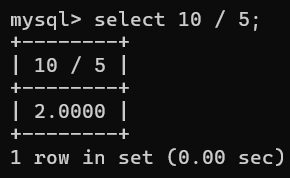 mysql> select 10 / 5;
+--------+
| 10 / 5 |
+--------+
| 2.0000 |
+--------+
1 row in set (0.00 sec)